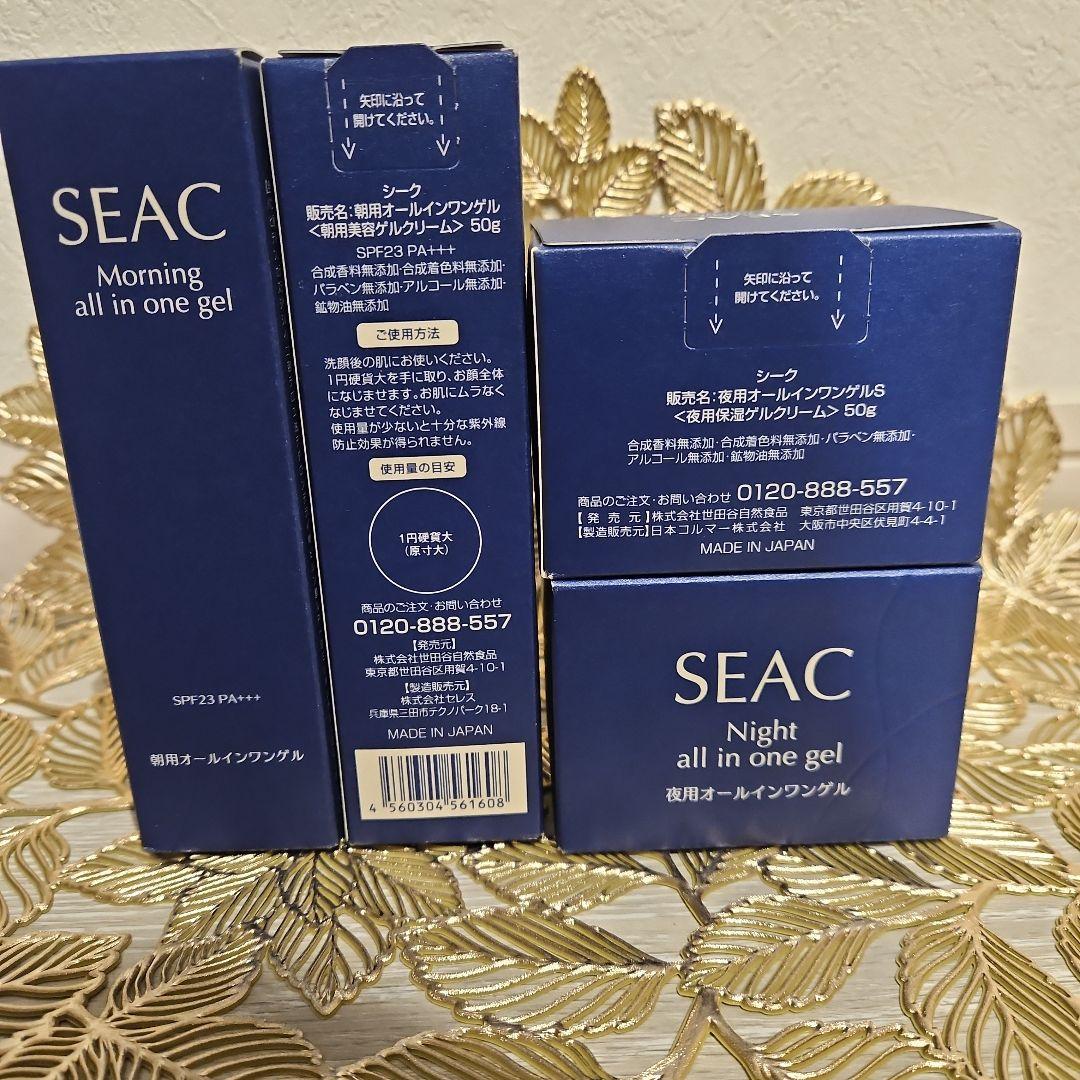 SEAC
Morning
all in one gel
SPF23 PA+++
朝用オールインワンゲル
矢印に沿って
開けてください。
シーク
販売名:朝用オールインワンゲル
<朝用美容ゲルクリーム> 50g
SPF23 PA+++
合成香料無添加・合成着色料無添加・
パラベン無添加・アルコール無添加・
鉱物油無添加
ご使用方法
洗顔後の肌にお使いください。
1円硬貨大を手に取り、お顔全体
になじませます。お肌にムラなく
なじませてください。
使用量が少ないと十分な紫外線
防止効果が得られません。
使用量の目安
1円硬貨大
(原寸大)
商品のご注文・お問い合わせ
0120-888-557
【発売元】
株式会社世田谷自然食品
東京都世田谷区用賀4-10-1
【製造販売元】
株式会社セレス
兵庫県三田市テクノパーク18-1
MADE IN JAPAN
4 560304 561608
矢印に沿って
開けてください。
シーク
販売名:夜用オールインワンゲルS
<夜用保湿ゲルクリーム> 50g
合成香料無添加・合成着色料無添加・パラベン無添加・
アルコール無添加・鉱物油無添加
商品のご注文・お問い合わせ 0120-888-557
【発売元】株式会社世田谷自然食品 東京都世田谷区用賀4-10-1
【製造販売元】日本コルマー株式会社 大阪市中央区伏見町4-4-1
MADE IN JAPAN
SEAC
Night
all in one gel
夜用オールインワンゲル